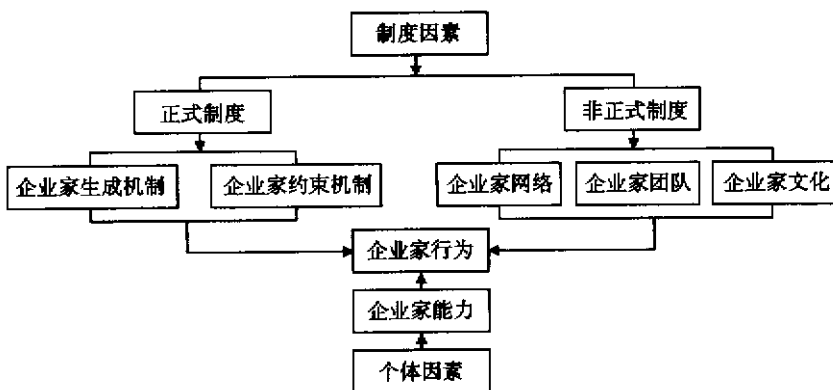 制度因素
正式制度
非正式制度
企业家生成机制
企业家约束机制
企业家网络
企业家团队
企业家文化
企业家行为
企业家能力
个体因素